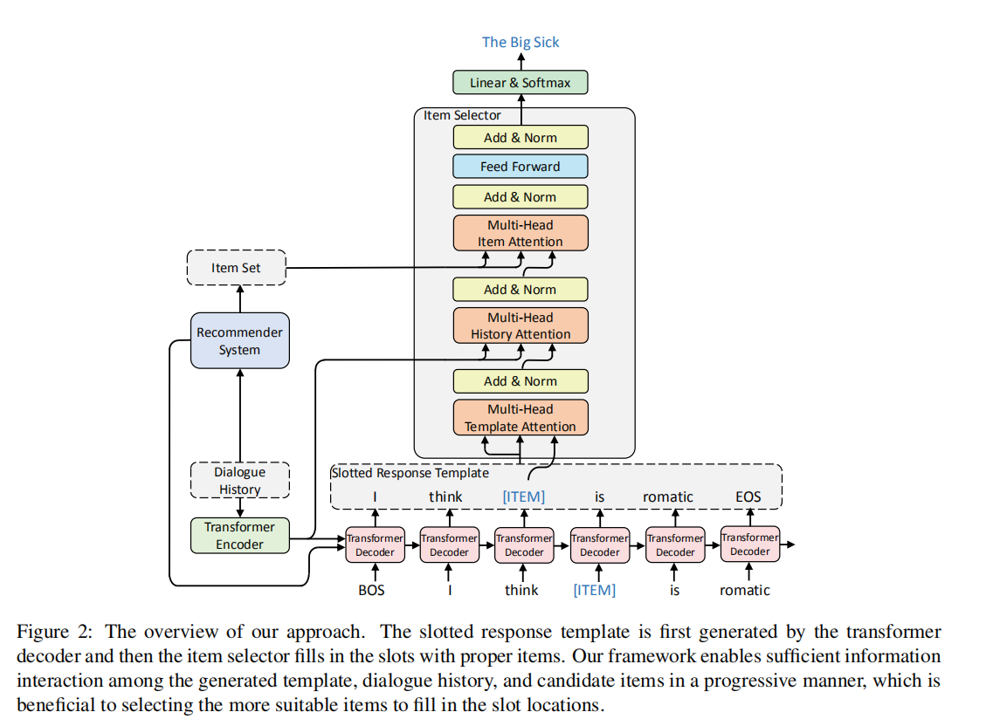 The Big Sick
Linear & Softmax
Item Selector
Add & Norm
Feed Forward
Add & Norm
Multi-Head
Item Attention
Item Set
Add & Norm
Recommender
System
Multi-Head
History Attention
Add & Norm
Multi-Head
Template Attention
Dialogue
History
Slotted Response Template
I think [ITEM] is romatic EOS
Transformer
Encoder
Transformer
Decoder
Transformer
Decoder
Transformer
Decoder
Transformer
Decoder
Transformer
Decoder
Transformer
Decoder
BOS I think [ITEM] is romatic
Figure 2: The overview of our approach. The slotted response template is first generated by the transformer
decoder and then the item selector fills in the slots with proper items. Our framework enables sufficient information
interaction among the generated template, dialogue history, and candidate items in a progressive manner, which is
beneficial to selecting the more suitable items to fill in the slot locations.